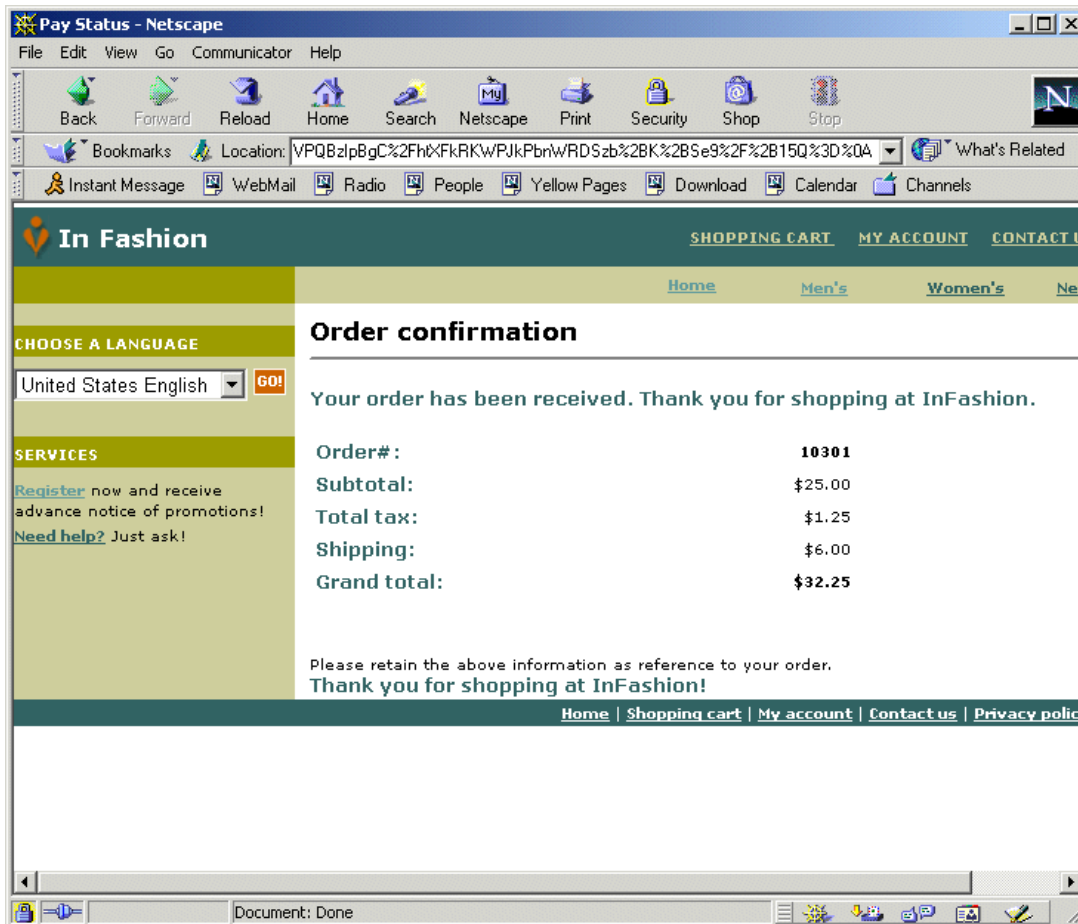 Pay Status - Netscape
File Edit View Go Communicator Help
Back Forward Reload Home Search My Netscape Print Security Shop Stop N
Bookmarks Location: VPQBzlpBgC%2FhtXFkRKWPJkPbnWRDSzb%2BK%2BSe9%2F%2B15Q%3D%0A What's Related
Instant Message WebMail Radio People Yellow Pages Download Calendar Channels
In Fashion SHOPPING CART MY ACCOUNT CONTACT U
Home Men's Women's Ne
Order confirmation
CHOOSE A LANGUAGE
United States English GO!
Your order has been received. Thank you for shopping at InFashion.
SERVICES
Register now and receive
advance notice of promotions!
Need help? Just ask!
Order#: 10301
Subtotal: $25.00
Total tax: $1.25
Shipping: $6.00
Grand total: $32.25
Please retain the above information as reference to your order.
Thank you for shopping at InFashion!
Home | Shopping cart | My account | Contact us | Privacy polic
Document: Done